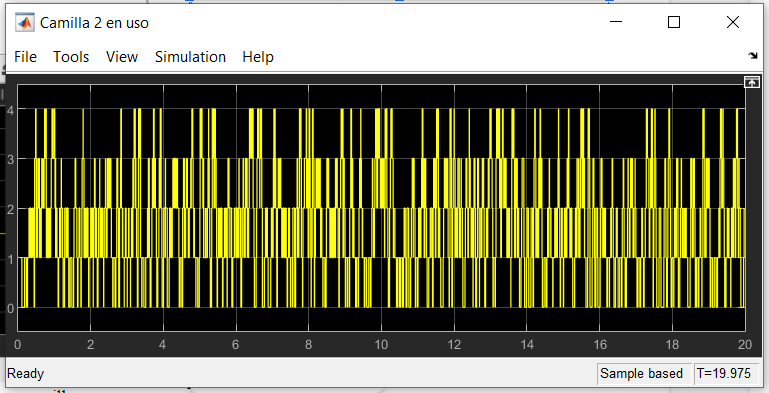 Camilla 2 en uso
File Tools View Simulation Help
4
3
2
1
0
0 2 4 6 8 10 12 14 16 18 20
Ready Sample based T=19.975